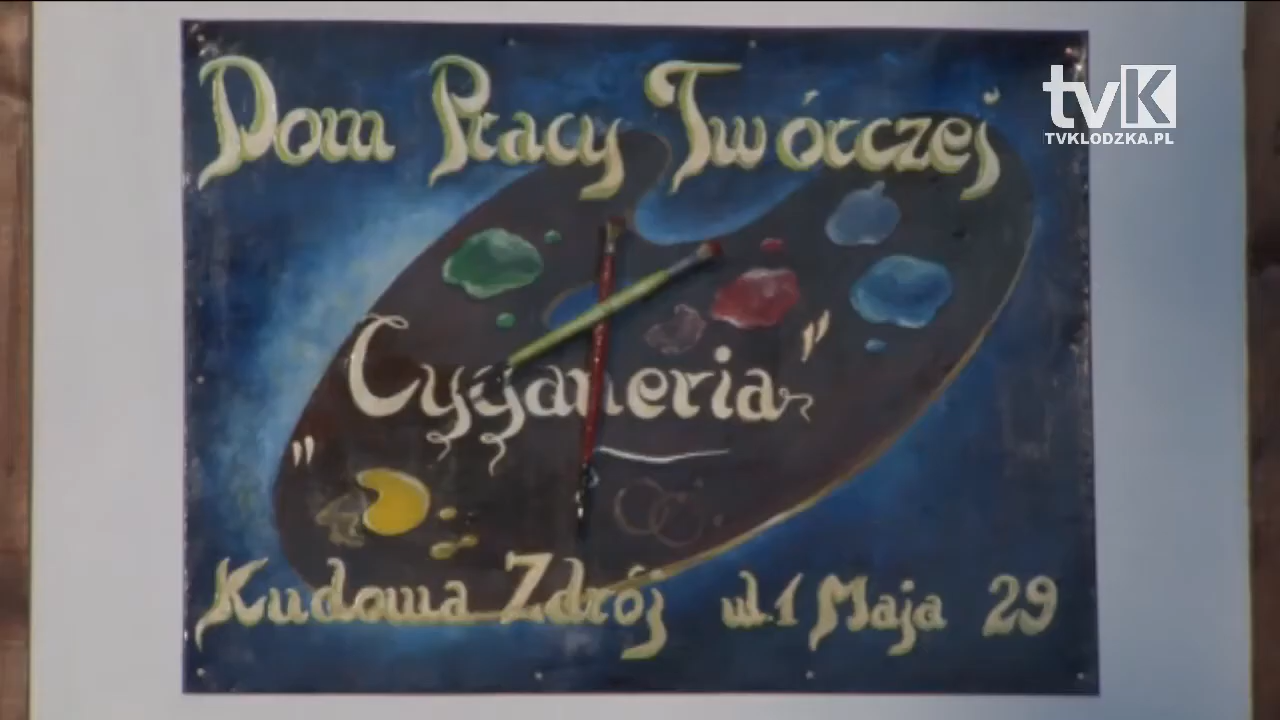 Dom Pracy Twórczej
"Cyganeria"
Kudowa Zdrój ul. 1 Maja 29
tvK
TVKLODZKA.PL